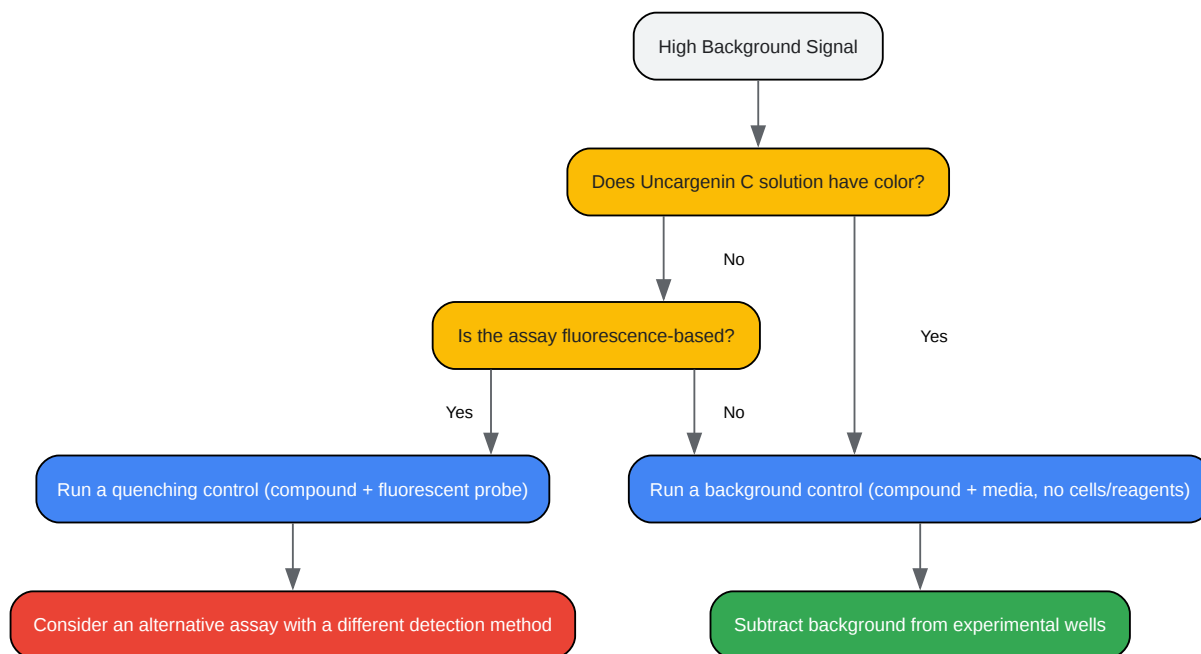 High Background Signal
Does Uncargenin C solution have color?
No
Is the assay fluorescence-based?
Yes
Yes
No
Run a quenching control (compound + fluorescent probe)
Run a background control (compound + media, no cells/reagents)
Consider an alternative assay with a different detection method
Subtract background from experimental wells